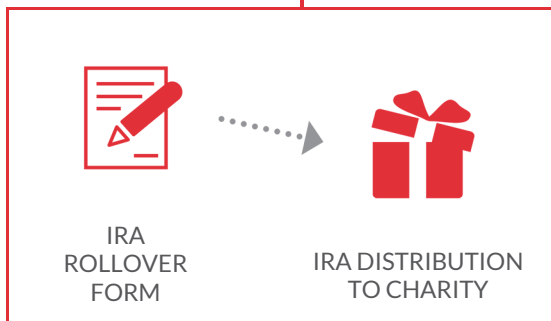 IRA
ROLLOVER
FORM
IRA DISTRIBUTION
TO CHARITY